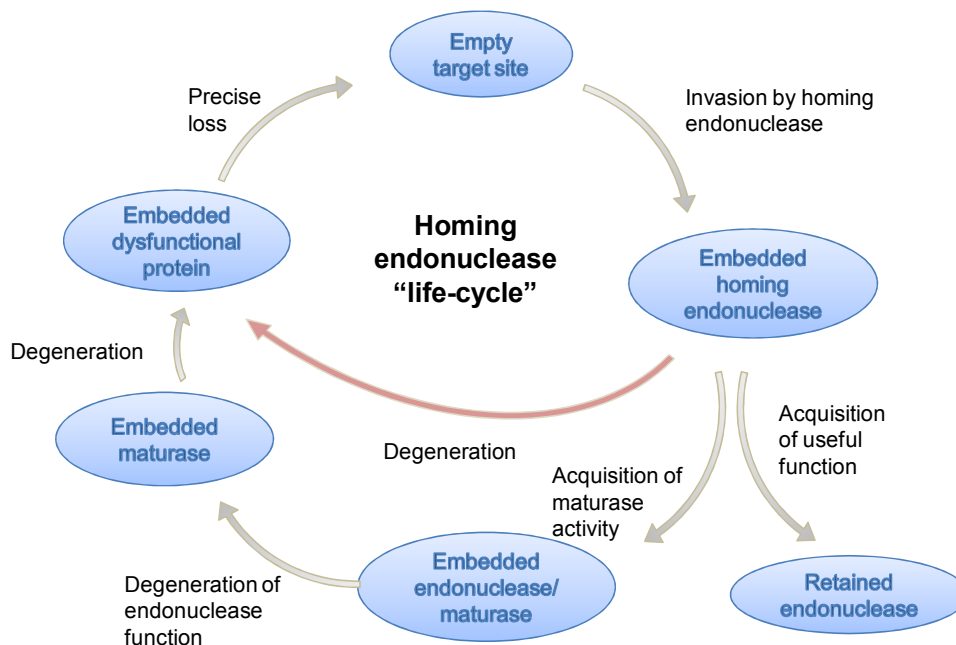 Empty
target site
Precise
loss
Invasion by homing
endonuclease
Embedded
dysfunctional
protein
Homing
endonuclease
“life-cycle”
Embedded
homing
endonuclease
Degeneration
Embedded
maturase
Degeneration
Acquisition
of useful
function
Acquisition of
maturase
activity
Embedded
endonuclease/
maturase
Degeneration of
endonuclease
function
Retained
endonuclease